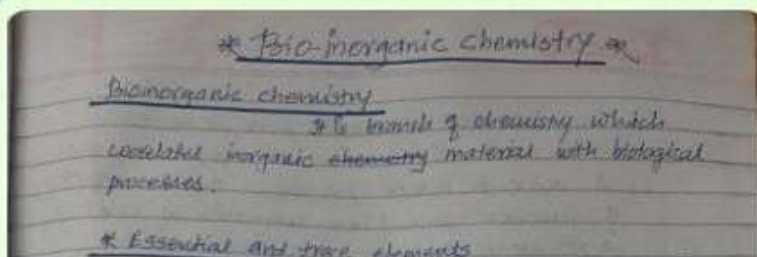 * Bio-inorganic chemistry *
Bioinorganic chemistry
It is branch of chemistry which
correlates inorganic chemistry material with biological
processes.
* Essential and trace elements